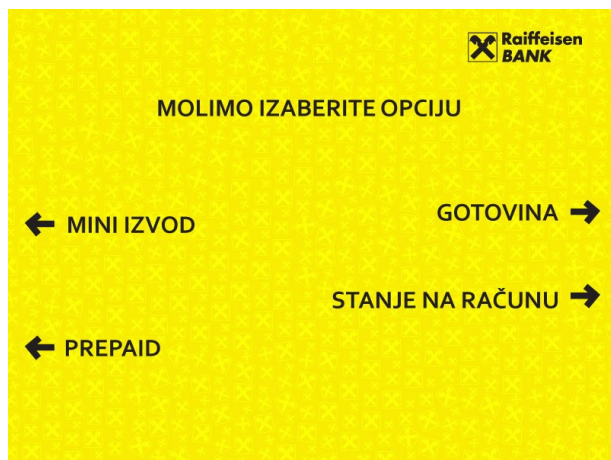 Raiffeisen
BANK
MOLIMO IZABERITE OPCIJU
GOTOVINA
MINI IZVOD
STANJE NA RAČUNU
PREPAID